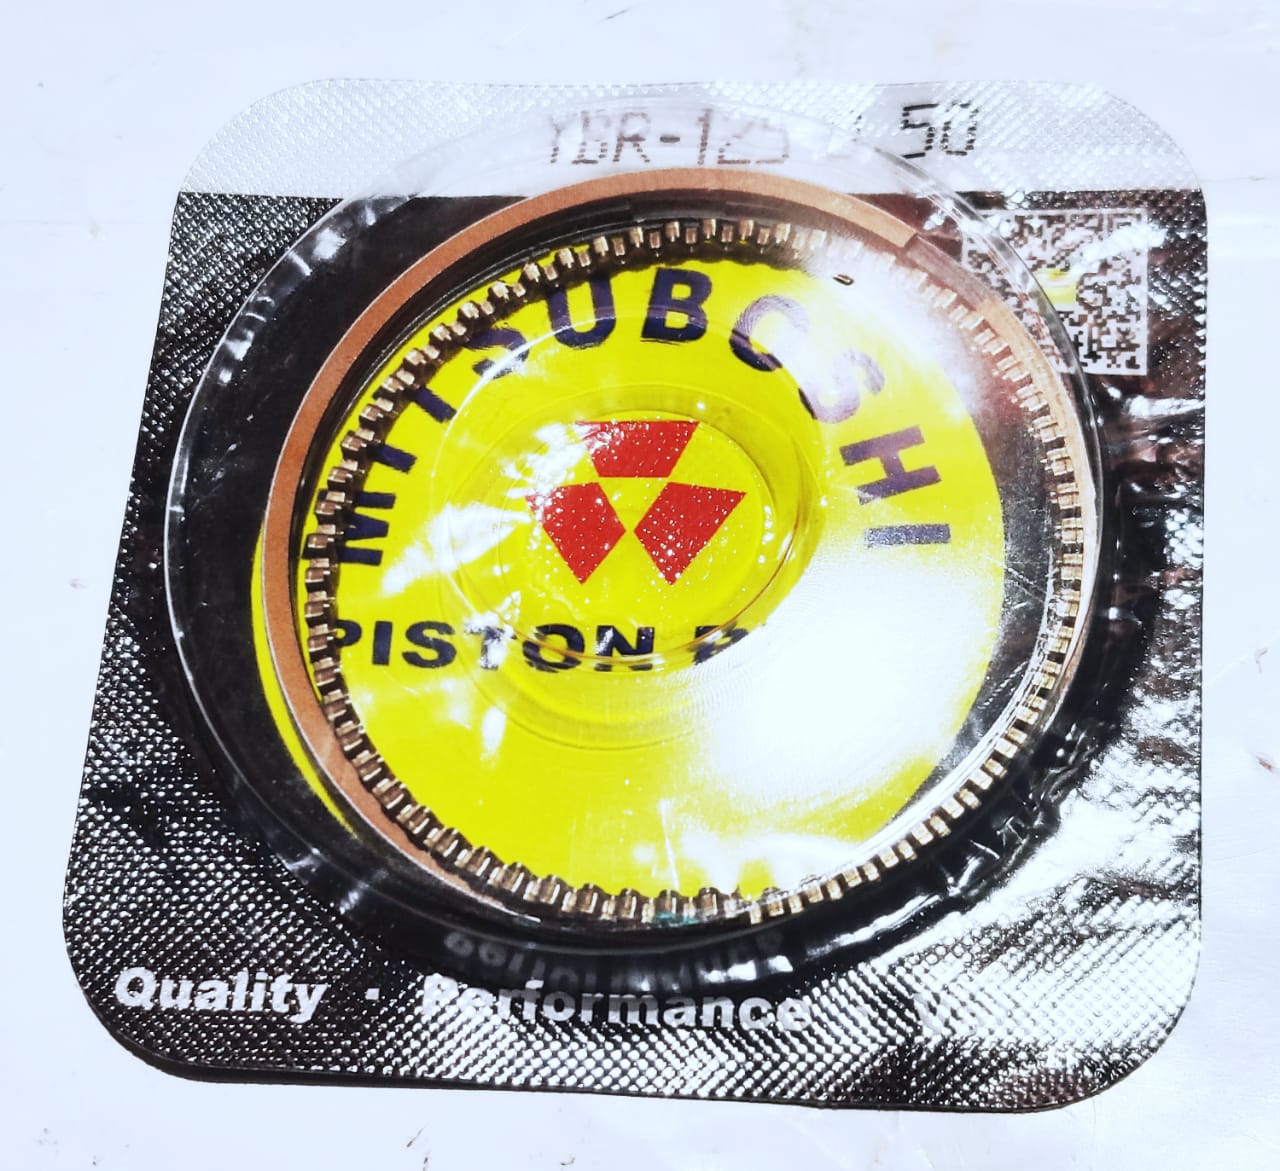 YBR-125 50
MITSUBOSHI
PISTON
Quality · Performance ·